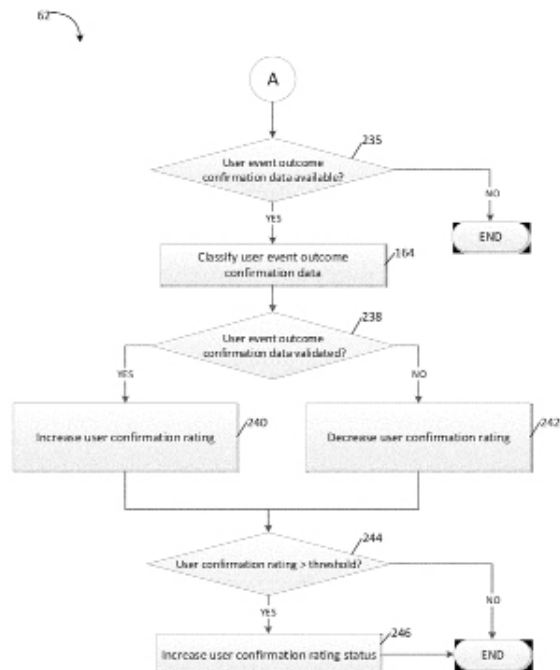 62
A
235
User event outcome
confirmation data available?
NO
YES
END
164
Classify user event outcome
confirmation data
238
User event outcome
confirmation data validated?
YES
NO
240
Increase user confirmation rating
242
Decrease user confirmation rating
244
User confirmation rating > threshold?
YES
NO
246
Increase user confirmation rating status
END